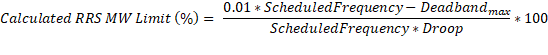 Calculated RRS MW Limit (%) = 0.01 * ScheduledFrequency − Deadband_max / ScheduledFrequency * Droop * 100